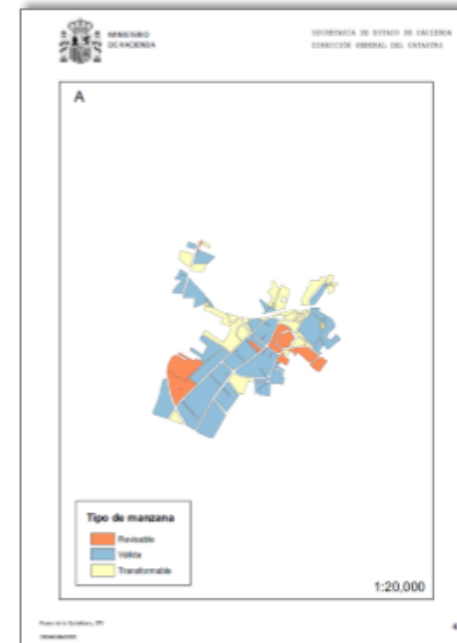 MINISTERIO
DE HACIENDA
SECRETARÍA DE ESTADO DE HACIENDA
DIRECCIÓN GENERAL DEL CATASTRO
A
Tipo de manzana
Revisable
Válida
Transformable
1:20,000